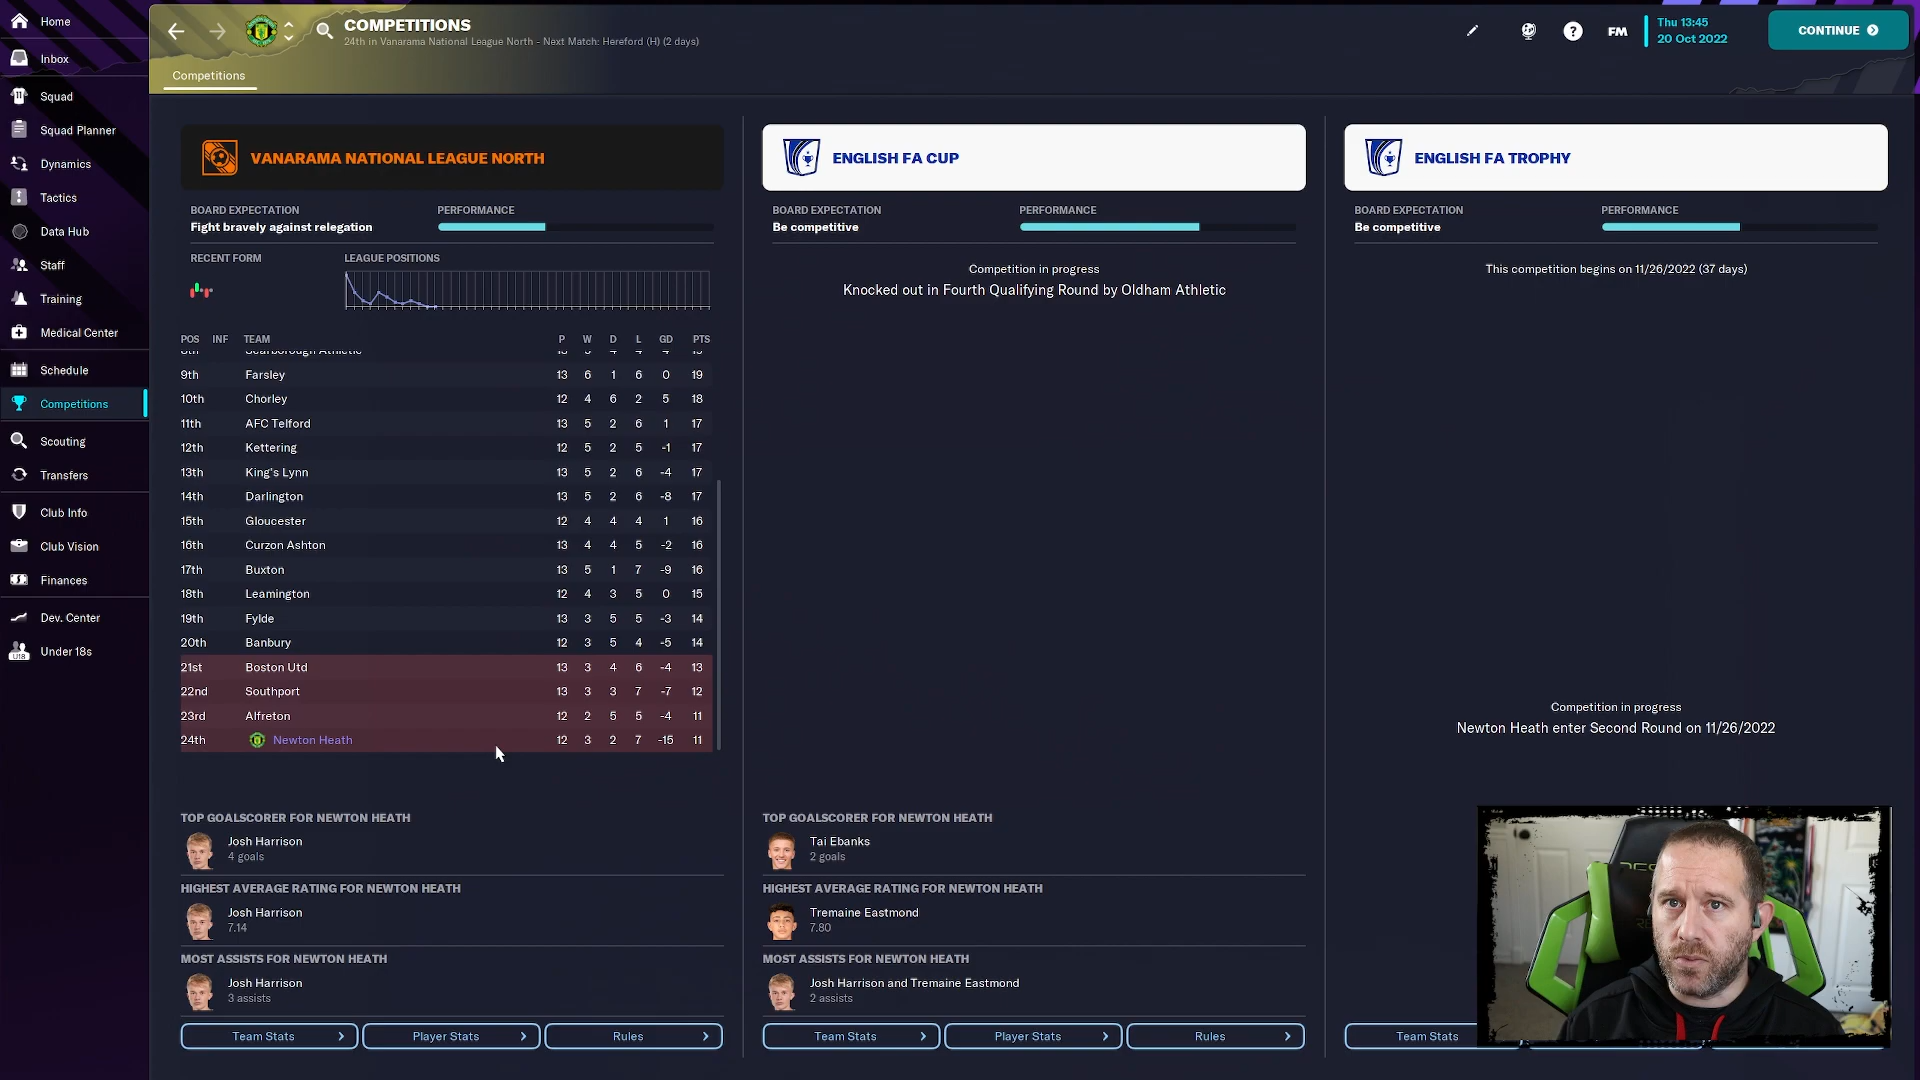 Home
Inbox
Squad
Squad Planner
Dynamics
Tactics
Data Hub
Staff
Training
Medical Center
Schedule
Competitions
Scouting
Transfers
Club Info
Club Vision
Finances
Dev. Center
U18
Under 18s
COMPETITIONS
24th in Vanarama National League North - Next Match: Hereford (H) (2 days)
? FM
Thu 13:45
20 Oct 2022
CONTINUE
Competitions
VANARAMA NATIONAL LEAGUE NORTH
BOARD EXPECTATION PERFORMANCE
Fight bravely against relegation
RECENT FORM LEAGUE POSITIONS
POS INF TEAM P W D L GD PTS
Scarborough Athletic
9th Farsley 13 6 1 6 0 19
10th Chorley 12 4 6 2 5 18
11th AFC Telford 13 5 2 6 1 17
12th Kettering 12 5 2 5 -1 17
13th King's Lynn 13 5 2 6 -4 17
14th Darlington 13 5 2 6 -8 17
15th Gloucester 12 4 4 4 1 16
16th Curzon Ashton 13 4 4 5 -2 16
17th Buxton 13 5 1 7 -9 16
18th Leamington 12 4 3 5 0 15
19th Fylde 13 3 5 5 -3 14
20th Banbury 12 3 5 4 -5 14
21st Boston Utd 13 3 4 6 -4 13
22nd Southport 13 3 3 7 -7 12
23rd Alfreton 12 2 5 5 -4 11
24th Newton Heath 12 3 2 7 -15 11
TOP GOALSCORER FOR NEWTON HEATH
Josh Harrison
4 goals
HIGHEST AVERAGE RATING FOR NEWTON HEATH
Josh Harrison
7.14
MOST ASSISTS FOR NEWTON HEATH
Josh Harrison
3 assists
Team Stats Player Stats Rules
ENGLISH FA CUP
BOARD EXPECTATION PERFORMANCE
Be competitive
Competition in progress
Knocked out in Fourth Qualifying Round by Oldham Athletic
TOP GOALSCORER FOR NEWTON HEATH
Tai Ebanks
2 goals
HIGHEST AVERAGE RATING FOR NEWTON HEATH
Tremaine Eastmond
7.80
MOST ASSISTS FOR NEWTON HEATH
Josh Harrison and Tremaine Eastmond
2 assists
Team Stats Player Stats Rules
ENGLISH FA TROPHY
BOARD EXPECTATION PERFORMANCE
Be competitive
This competition begins on 11/26/2022 (37 days)
Competition in progress
Newton Heath enter Second Round on 11/26/2022
Team Stats